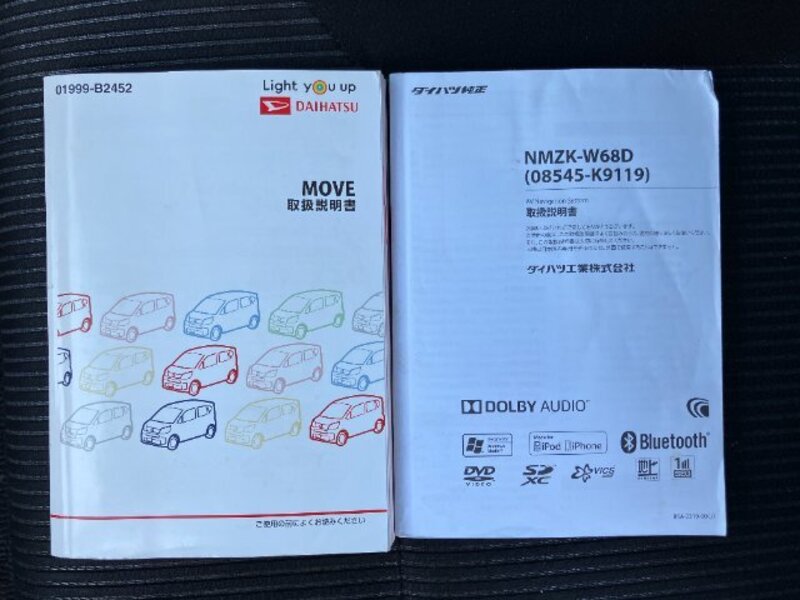 01999-B2452
Light you up
DAIHATSU
MOVE
取扱説明書
ご使用の前によくお読みください
ダイハツ純正
NMZK-W68D
(08545-K9119)
AV Navigation System
取扱説明書
ダイハツ工業株式会社
DOLBY AUDIO
iPod iPhone
Bluetooth
DVD
VIDEO
SD
XC
VICS